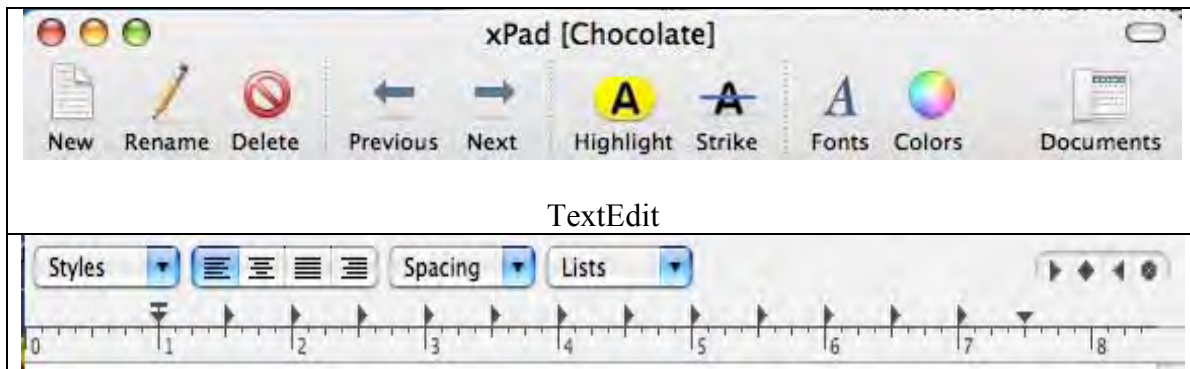 xPad [Chocolate]
New Rename Delete Previous Next Highlight Strike Fonts Colors Documents
TextEdit
Styles Spacing Lists
0 1 2 3 4 5 6 7 8